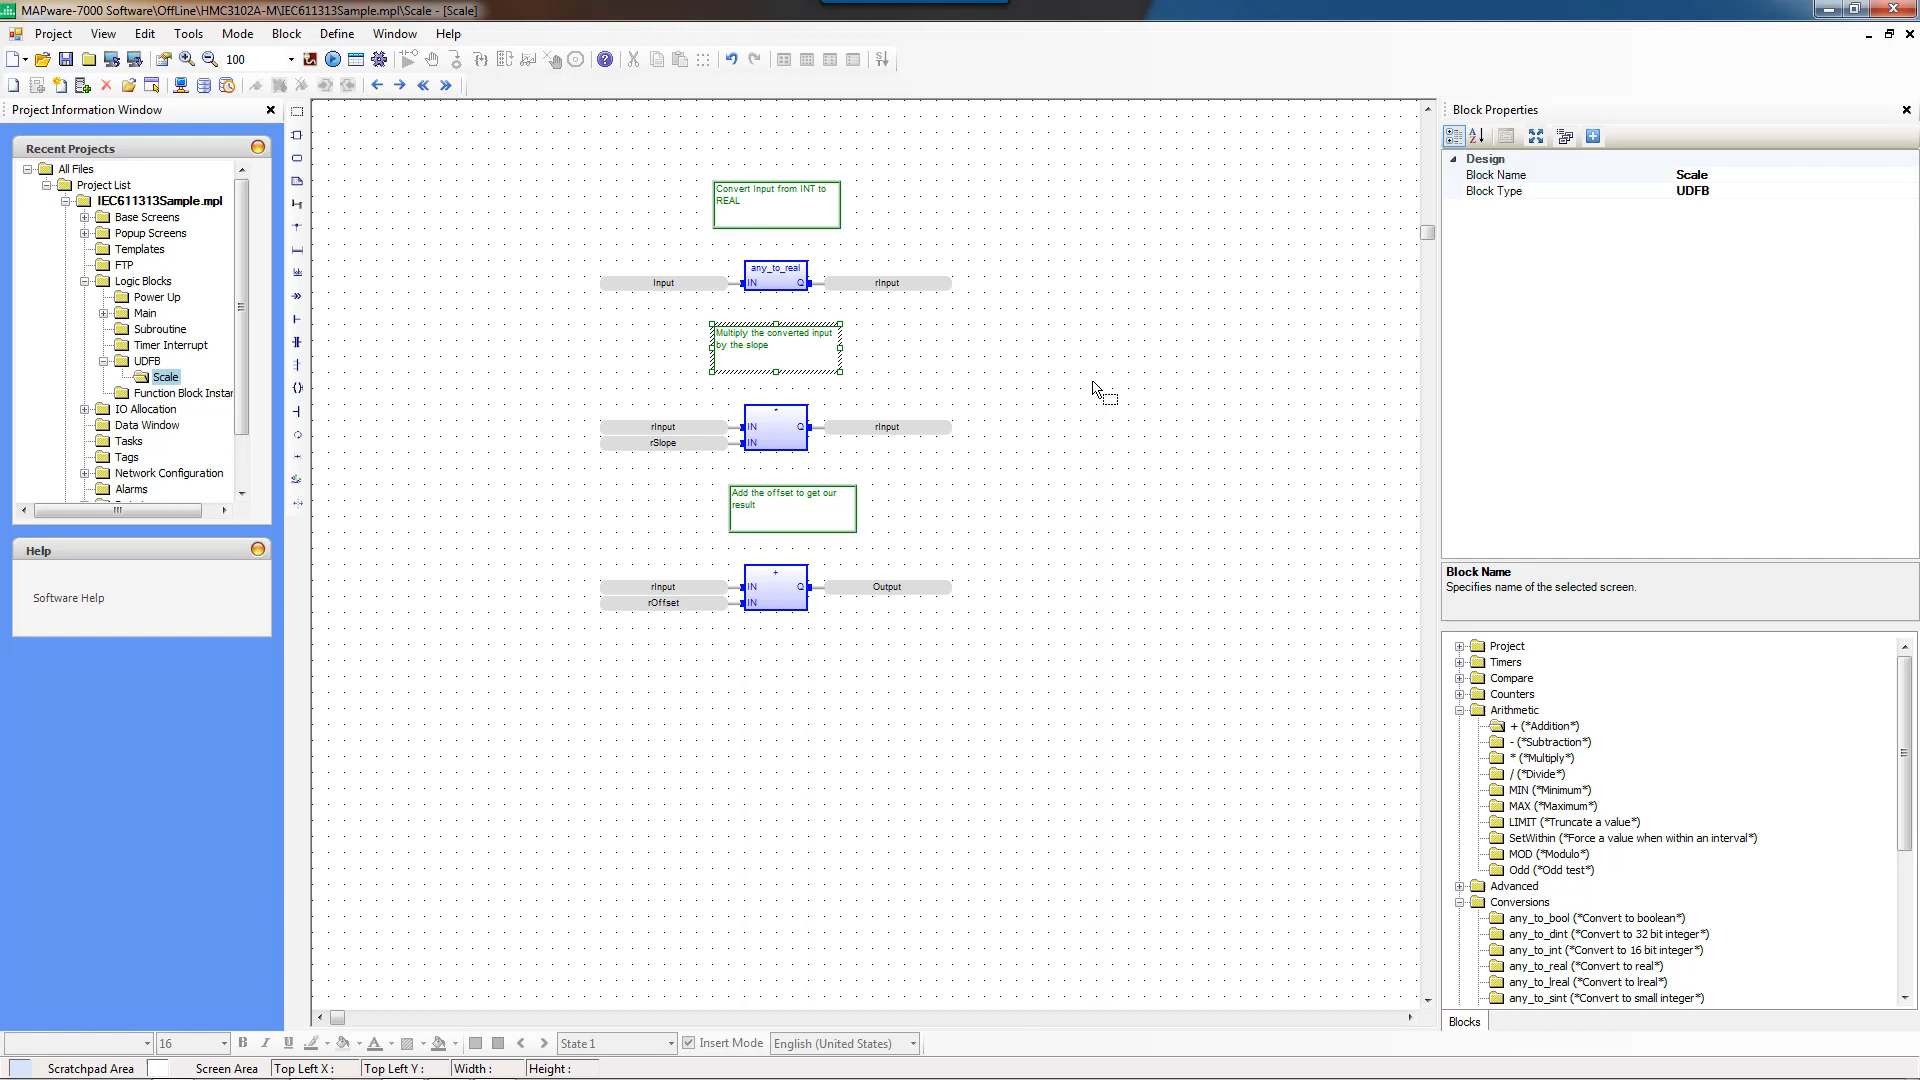 MAPware-7000 Software\OffLine\HMC3102A-M\IEC611313Sample.mpl\Scale - [Scale]
Project View Edit Tools Mode Block Define Window Help
100
Project Information Window
Recent Projects
All Files
Project List
IEC611313Sample.mpl
Base Screens
Popup Screens
Templates
FTP
Logic Blocks
Power Up
Main
Subroutine
Timer Interrupt
UDFB
Scale
Function Block Instar
IO Allocation
Data Window
Tasks
Tags
Network Configuration
Alarms
Help
Software Help
Convert Input from INT to
REAL
any_to_real
Input IN Q rInput
Multiply the converted input
by the slope
*
rInput IN Q rInput
rSlope IN
Add the offset to get our
result
+
rInput IN Q Output
rOffset IN
Block Properties
Design
Block Name Scale
Block Type UDFB
Block Name
Specifies name of the selected screen.
Project
Timers
Compare
Counters
Arithmetic
+ (*Addition*)
- (*Subtraction*)
* (*Multiply*)
/ (*Divide*)
MIN (*Minimum*)
MAX (*Maximum*)
LIMIT (*Truncate a value*)
SetWithin (*Force a value when within an interval*)
MOD (*Modulo*)
Odd (*Odd test*)
Advanced
Conversions
any_to_bool (*Convert to boolean*)
any_to_dint (*Convert to 32 bit integer*)
any_to_int (*Convert to 16 bit integer*)
any_to_real (*Convert to real*)
any_to_lreal (*Convert to lreal*)
any_to_sint (*Convert to small integer*)
Blocks
16 B I U A State 1 Insert Mode English (United States)
Scratchpad Area Screen Area Top Left X : Top Left Y : Width : Height :